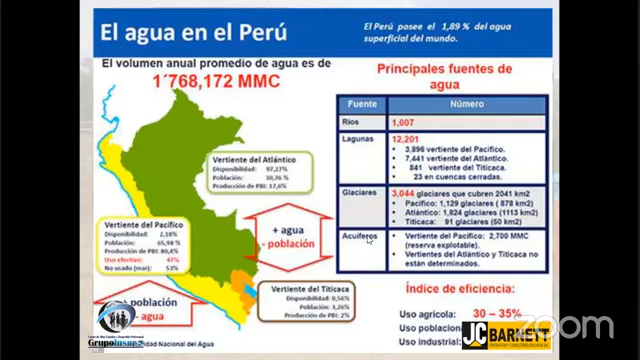 El agua en el Perú
El Perú posee el 1,89 % del agua
superficial del mundo.
El volumen anual promedio de agua es de
1´768,172 MMC
Vertiente del Atlántico
Disponibilidad: 97,27%
Población: 30,76 %
Producción de PBI: 17,6%
Vertiente del Pacífico
Disponibilidad: 2,18%
Población: 65,98 %
Producción de PBI: 80,4%
Uso efectivo: 47%
No usado (mar): 53%
+ agua
- población
Vertiente del Titicaca
Disponibilidad: 0,56%
Población: 3,26%
Producción de PBI: 2%
población
- agua
Nacional del Agua
Principales fuentes de
agua
Fuente Número
Ríos 1,007
Lagunas 12,201
• 3,896 vertiente del Pacífico.
• 7,441 vertiente del Atlántico.
• 841 vertiente del Titicaca.
• 23 en cuencas cerradas.
Glaciares 3,044 glaciares que cubren 2041 km2
• Pacífico: 1,129 glaciares ( 878 km2)
• Atlántico: 1,824 glaciares (1113 km2)
• Titicaca: 91 glaciares (50 km2)
Acuíferos • Vertiente del Pacífico: 2,700 MMC
(reserva explotable).
• Vertientes del Atlántico y Titicaca no
están determinados.
Índice de eficiencia:
Uso agrícola: 30 – 35%
Uso poblacional
Uso industrial:
JC BARNETT
zoom